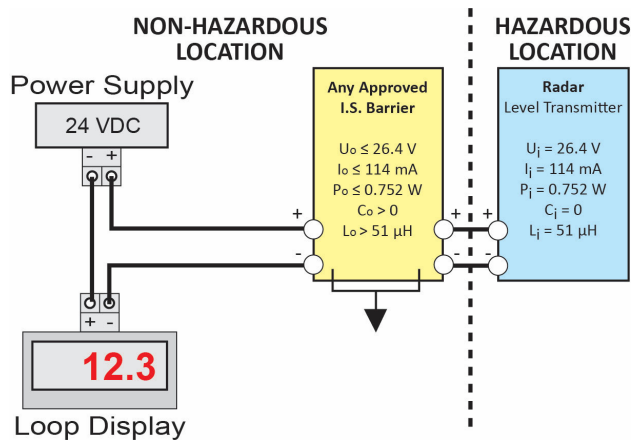 NON-HAZARDOUS
LOCATION
HAZARDOUS
LOCATION
Power Supply
24 VDC
- +
Any Approved
I.S. Barrier
Uo ≤ 26.4 V
Io ≤ 114 mA
Po ≤ 0.752 W
Co > 0
Lo > 51 µH
Radar
Level Transmitter
Ui = 26.4 V
Ii = 114 mA
Pi = 0.752 W
Ci = 0
Li = 51 µH
+ + +
- - -
+ -
12.3
Loop Display